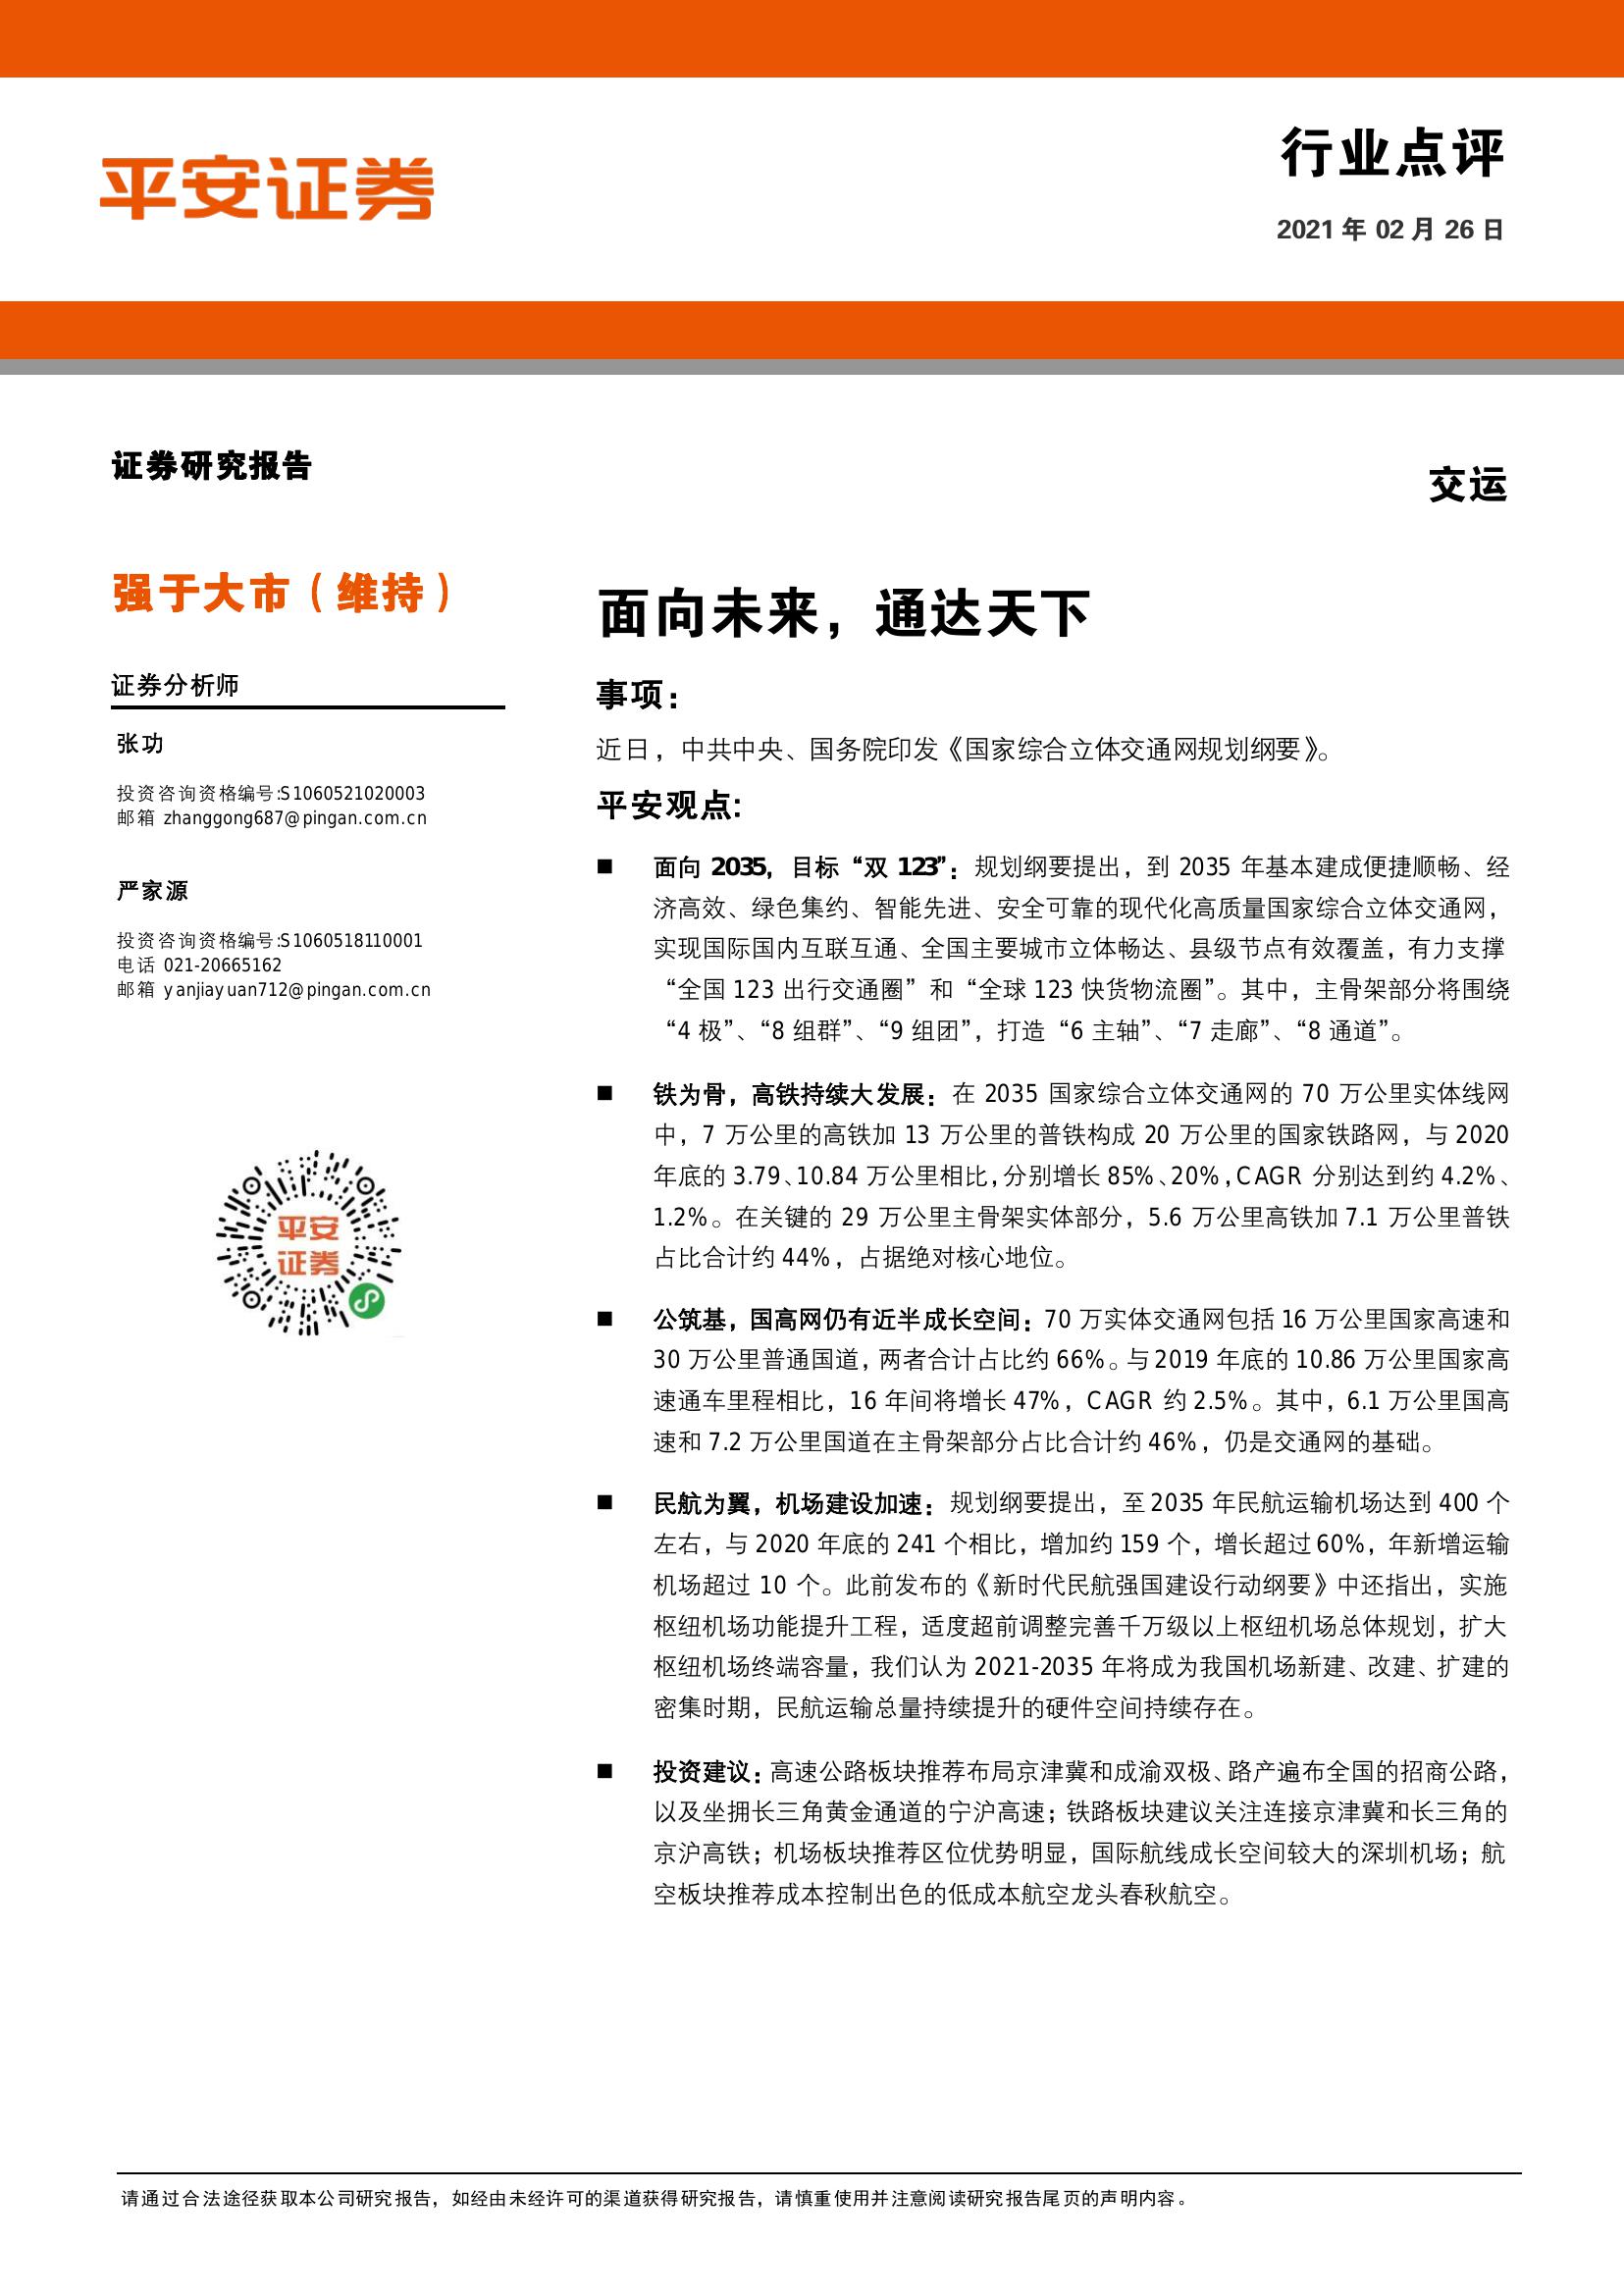 平安证券
行业点评
2021 年 02 月 26 日
证券研究报告
交运
强于大市（维持）
证券分析师
张功
投资咨询资格编号:S1060521020003
邮箱 zhanggong687@pingan.com.cn
严家源
投资咨询资格编号:S1060518110001
电话 021-20665162
邮箱 yanjiayuan712@pingan.com.cn
平安
证券
面向未来，通达天下
事项：
近日，中共中央、国务院印发《国家综合立体交通网规划纲要》。
平安观点:
■ 面向 2035，目标“双 123”：规划纲要提出，到 2035 年基本建成便捷顺畅、经
济高效、绿色集约、智能先进、安全可靠的现代化高质量国家综合立体交通网，
实现国际国内互联互通、全国主要城市立体畅达、县级节点有效覆盖，有力支撑
“全国 123 出行交通圈”和“全球 123 快货物流圈”。其中，主骨架部分将围绕
“4 极”、“8 组群”、“9 组团”，打造“6 主轴”、“7 走廊”、“8 通道”。
■ 铁为骨，高铁持续大发展：在 2035 国家综合立体交通网的 70 万公里实体线网
中，7 万公里的高铁加 13 万公里的普铁构成 20 万公里的国家铁路网，与 2020
年底的 3.79、10.84 万公里相比，分别增长 85%、20%，CAGR 分别达到约 4.2%、
1.2%。在关键的 29 万公里主骨架实体部分，5.6 万公里高铁加 7.1 万公里普铁
占比合计约 44%，占据绝对核心地位。
■ 公筑基，国高网仍有近半成长空间：70 万实体交通网包括 16 万公里国家高速和
30 万公里普通国道，两者合计占比约 66%。与 2019 年底的 10.86 万公里国家高
速通车里程相比，16 年间将增长 47%，CAGR 约 2.5%。其中，6.1 万公里国高
速和 7.2 万公里国道在主骨架部分占比合计约 46%，仍是交通网的基础。
■ 民航为翼，机场建设加速：规划纲要提出，至 2035 年民航运输机场达到 400 个
左右，与 2020 年底的 241 个相比，增加约 159 个，增长超过 60%，年新增运输
机场超过 10 个。此前发布的《新时代民航强国建设行动纲要》中还指出，实施
枢纽机场功能提升工程，适度超前调整完善千万级以上枢纽机场总体规划，扩大
枢纽机场终端容量，我们认为 2021-2035 年将成为我国机场新建、改建、扩建的
密集时期，民航运输总量持续提升的硬件空间持续存在。
■ 投资建议：高速公路板块推荐布局京津冀和成渝双极、路产遍布全国的招商公路，
以及坐拥长三角黄金通道的宁沪高速；铁路板块建议关注连接京津冀和长三角的
京沪高铁；机场板块推荐区位优势明显，国际航线成长空间较大的深圳机场；航
空板块推荐成本控制出色的低成本航空龙头春秋航空。
请通过合法途径获取本公司研究报告，如经由未经许可的渠道获得研究报告，请慎重使用并注意阅读研究报告尾页的声明内容。